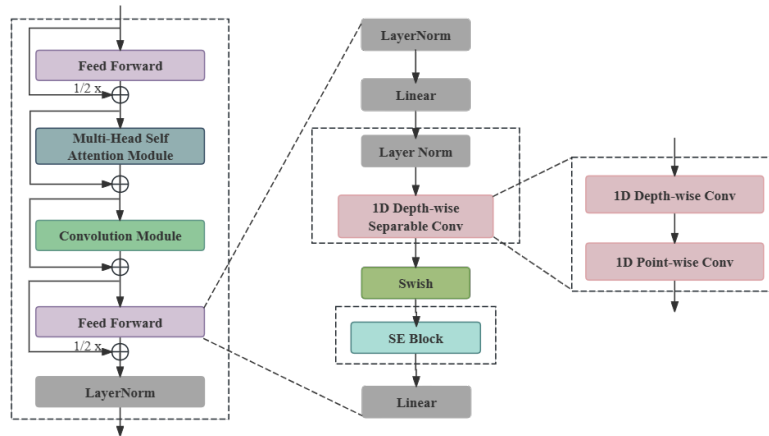 Feed Forward
1/2 x
Multi-Head Self
Attention Module
Convolution Module
Feed Forward
1/2 x
LayerNorm
LayerNorm
Linear
Layer Norm
1D Depth-wise
Separable Conv
Swish
SE Block
Linear
1D Depth-wise Conv
1D Point-wise Conv